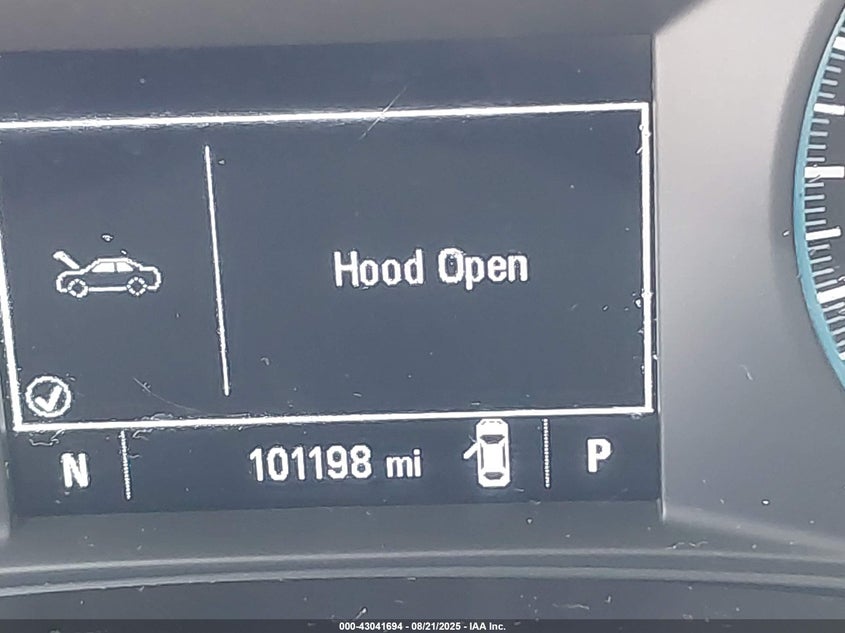 Hood Open
N 101198 mi P
000-43041694 - 08/21/2025 - IAA Inc.